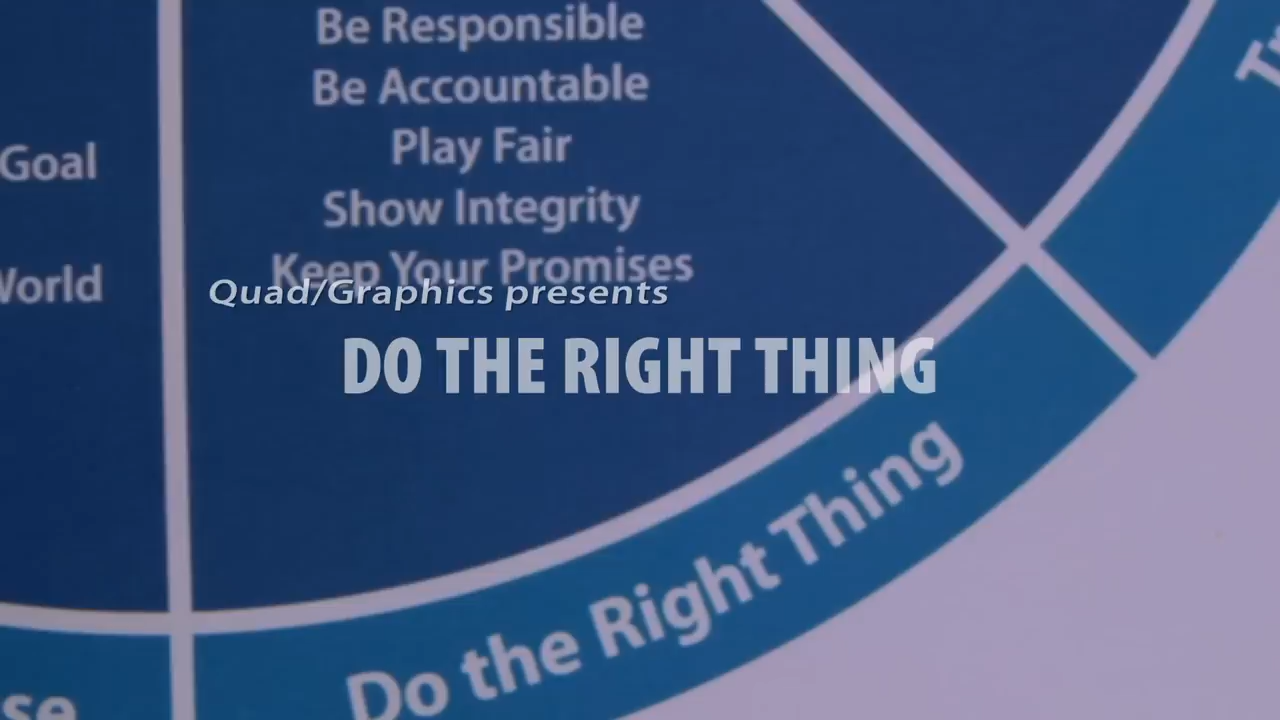 Be Responsible
Be Accountable
Play Fair
Show Integrity
Keep Your Promises
Goal
World
Quad/Graphics presents
DO THE RIGHT THING
Do the Right Thing
se